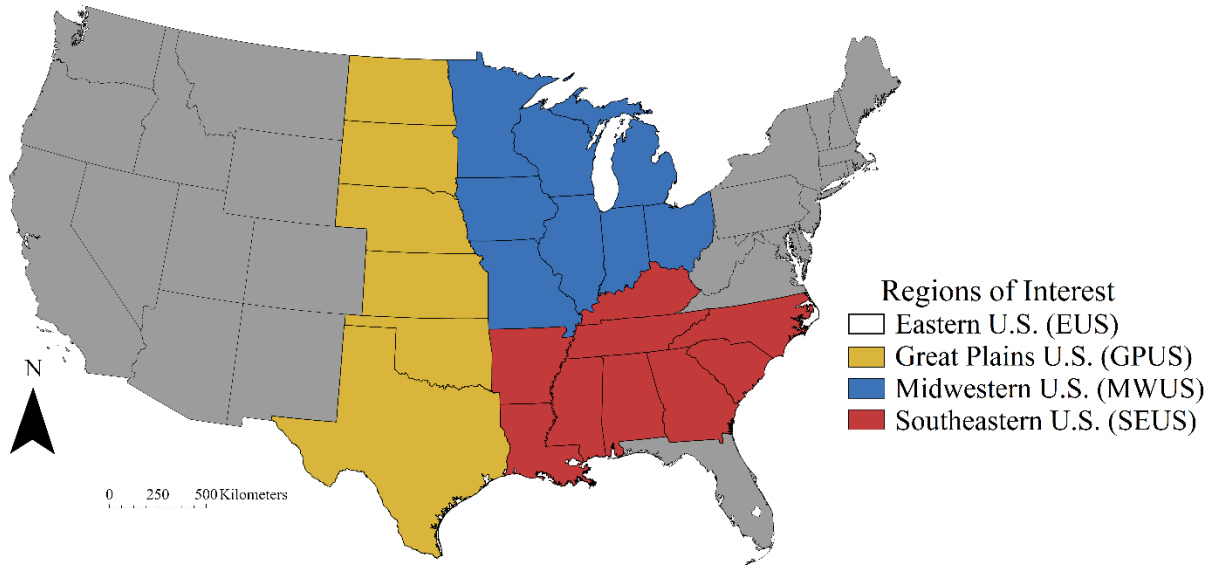 Regions of Interest
Eastern U.S. (EUS)
Great Plains U.S. (GPUS)
Midwestern U.S. (MWUS)
Southeastern U.S. (SEUS)
N
0 250 500 Kilometers